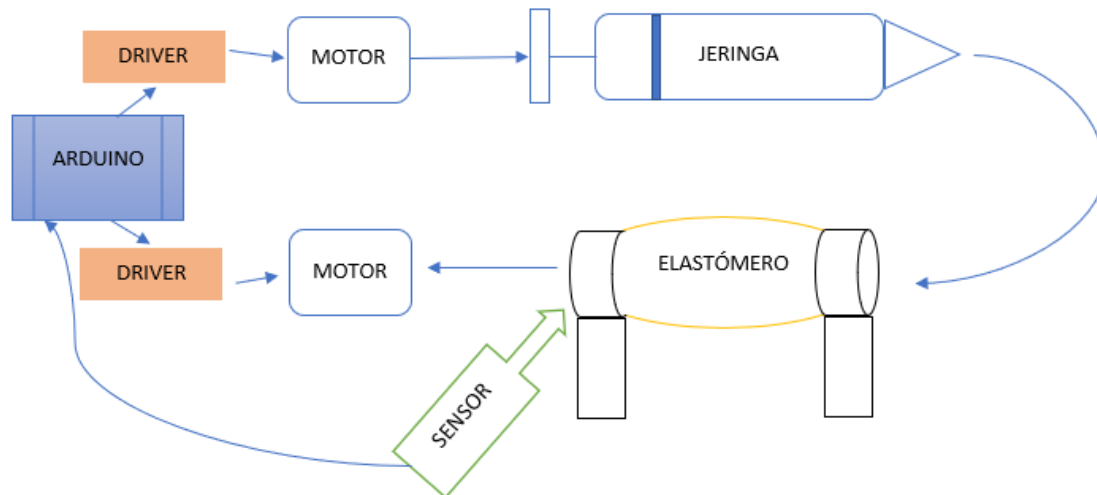 DRIVER
MOTOR
JERINGA
ARDUINO
DRIVER
MOTOR
ELASTÓMERO
SENSOR